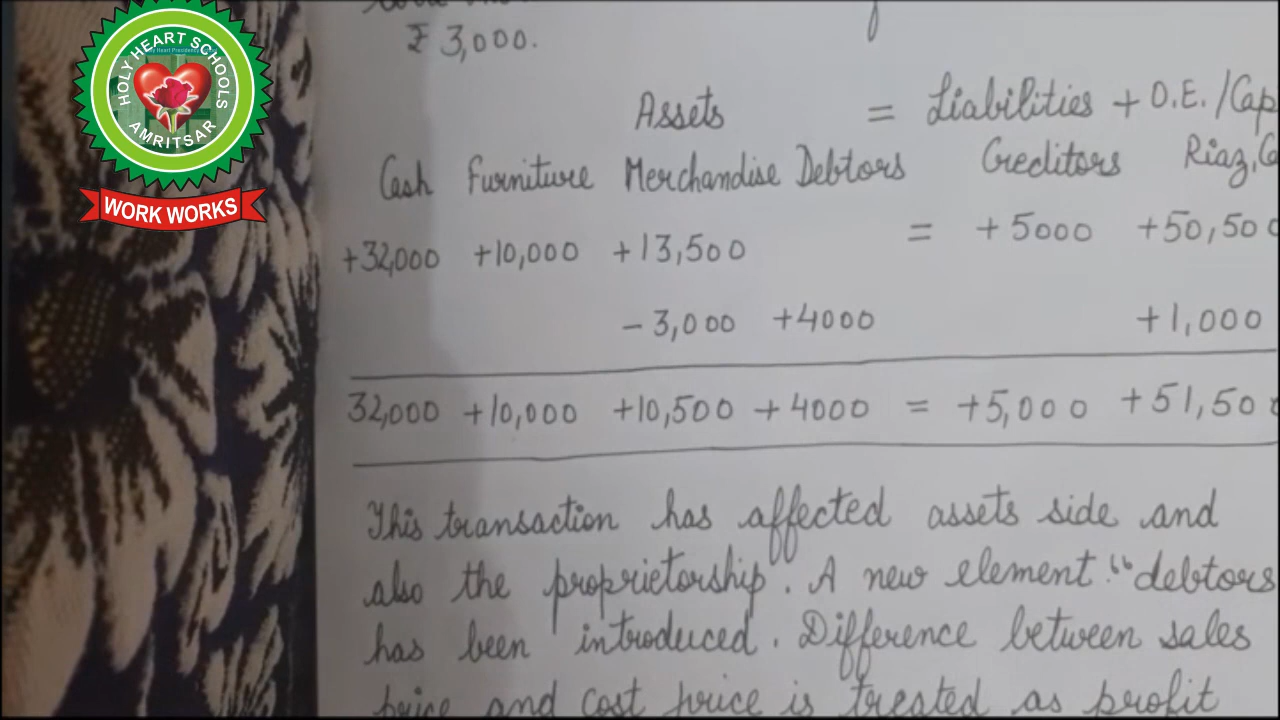 HOLY HEART SCHOOLS
AMRITSAR
WORK WORKS
₹ 3,000.
Assets = Liabilities + O.E./Cap
Cash Furniture Merchandise Debtors Creditors Riaz, C
+32,000 +10,000 +13,500 = +5000 +50,500
-3,000 +4000 +1,000
32,000 +10,000 +10,500 +4000 = +5,000 +51,500
This transaction has affected assets side and
also the proprietorship. A new element "debtors
has been introduced. Difference between sales
price and cost price is treated as profit